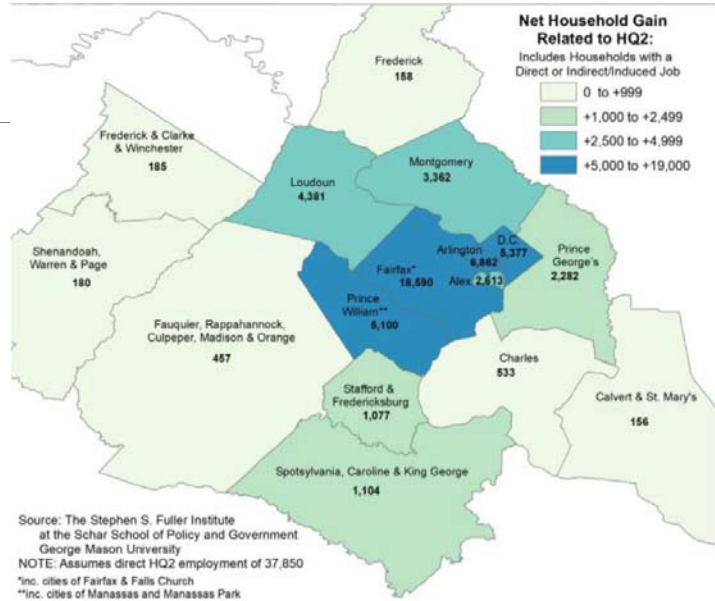 Net Household Gain
Related to HQ2:
Includes Households with a
Direct or Indirect/Induced Job
0 to +999
+1,000 to +2,499
+2,500 to +4,999
+5,000 to +19,000
Frederick
158
Frederick & Clarke
& Winchester
185
Loudoun
4,381
Montgomery
3,362
Shenandoah,
Warren & Page
180
D.C.
5,377
Arlington
6,862
Prince
George's
2,282
Fairfax*
18,590
Alex 2,613
Prince
William**
5,100
Fauquier, Rappahannock,
Culpeper, Madison & Orange
457
Charles
533
Stafford &
Fredericksburg
1,077
Calvert & St. Mary's
156
Spotsylvania, Caroline & King George
1,104
Source: The Stephen S. Fuller Institute
at the Schar School of Policy and Government
George Mason University
NOTE: Assumes direct HQ2 employment of 37,850
*inc. cities of Fairfax & Falls Church
**inc. cities of Manassas and Manassas Park